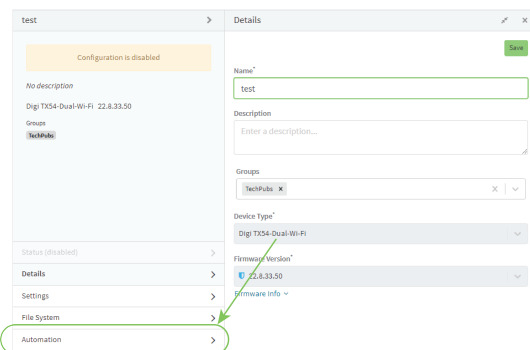 test
Configuration is disabled
No description
Digi TX54-Dual-Wi-Fi 22.8.33.50
Groups
TechPubs
Status (disabled)
Details
Settings
File System
Automation
Details
Save
Name*
test
Description
Enter a description...
Groups
TechPubs x
Device Type*
Digi TX54-Dual-Wi-Fi
Firmware Version*
22.8.33.50
Firmware Info